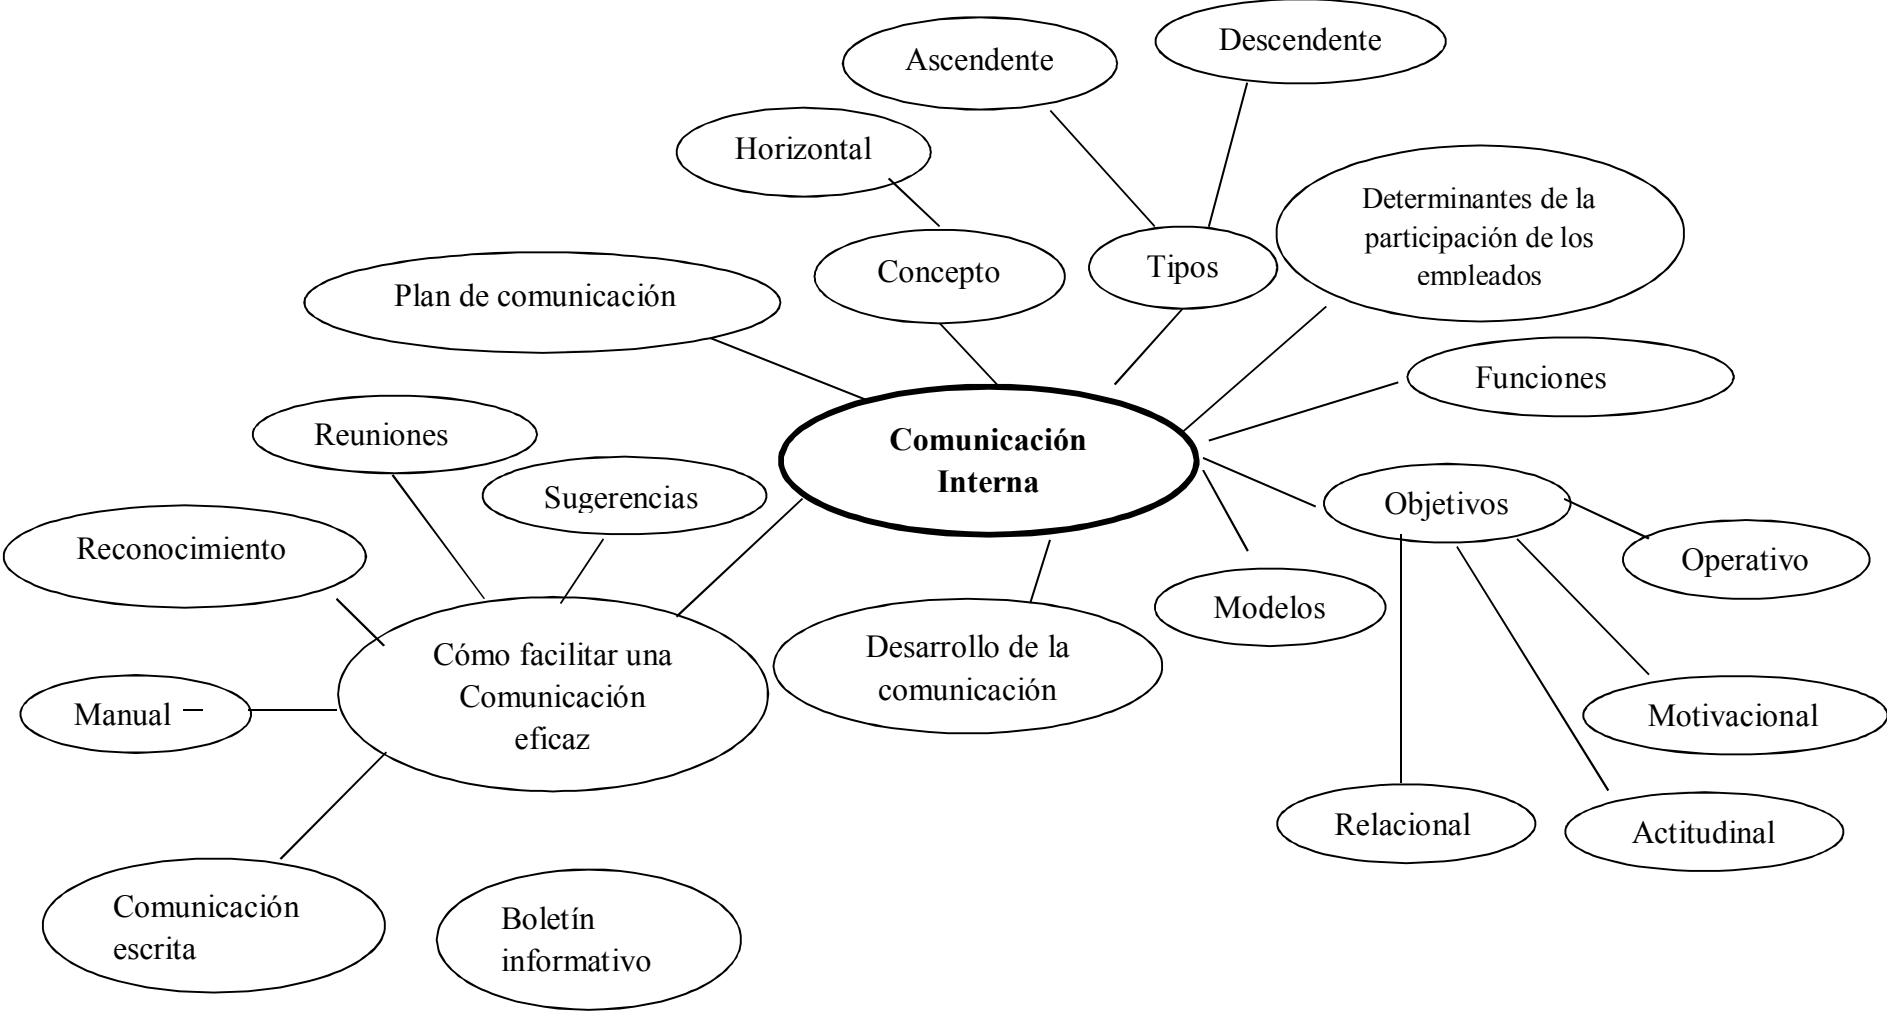 Descendente
Ascendente
Horizontal
Determinantes de la
participación de los
empleados
Tipos
Concepto
Plan de comunicación
Funciones
Reuniones
Comunicación
Interna
Sugerencias
Objetivos
Reconocimiento
Operativo
Modelos
Cómo facilitar una
Comunicación
eficaz
Desarrollo de la
comunicación
Manual –
Motivacional
Relacional
Actitudinal
Comunicación
escrita
Boletín
informativo